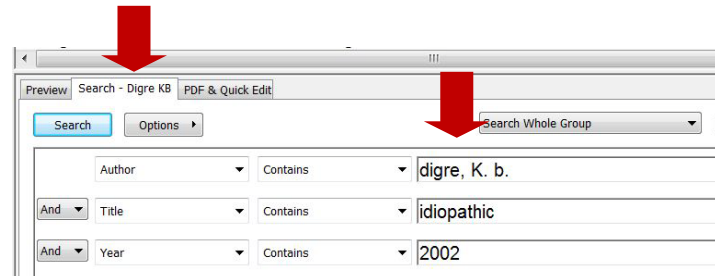 Preview Search - Digre KB PDF & Quick Edit
Search Options Search Whole Group
Author Contains digre, K. b.
And Title Contains idiopathic
And Year Contains 2002